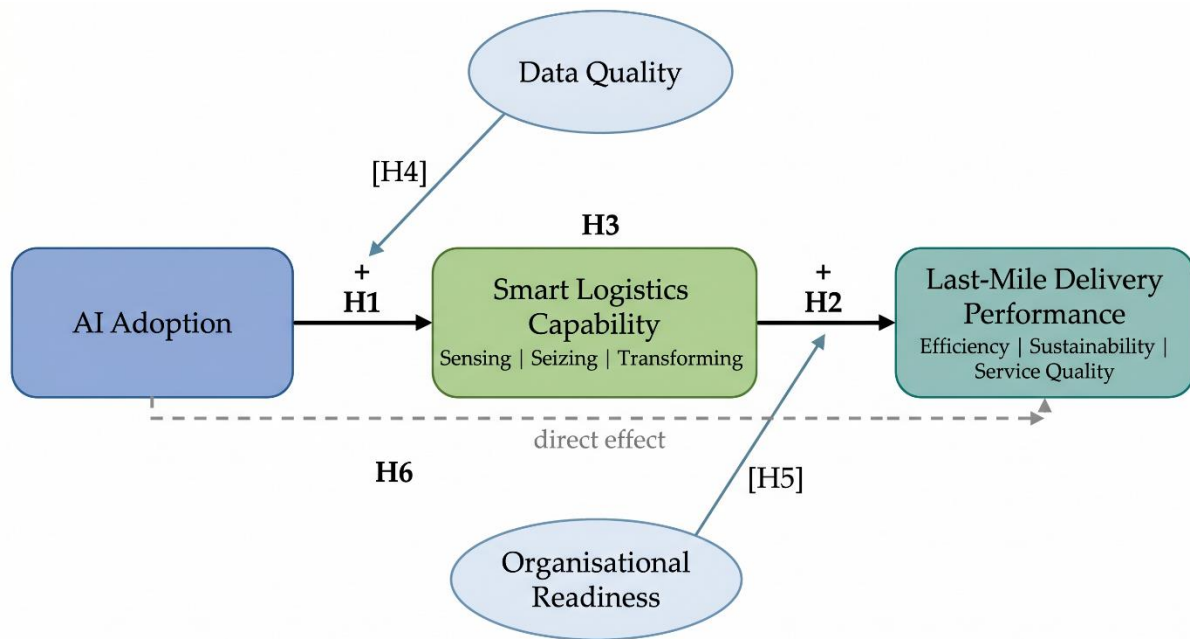 Data Quality
[H4]
H3
AI Adoption
+
H1
Smart Logistics
Capability
Sensing | Seizing | Transforming
+
H2
Last-Mile Delivery
Performance
Efficiency | Sustainability |
Service Quality
direct effect
H6
[H5]
Organisational
Readiness